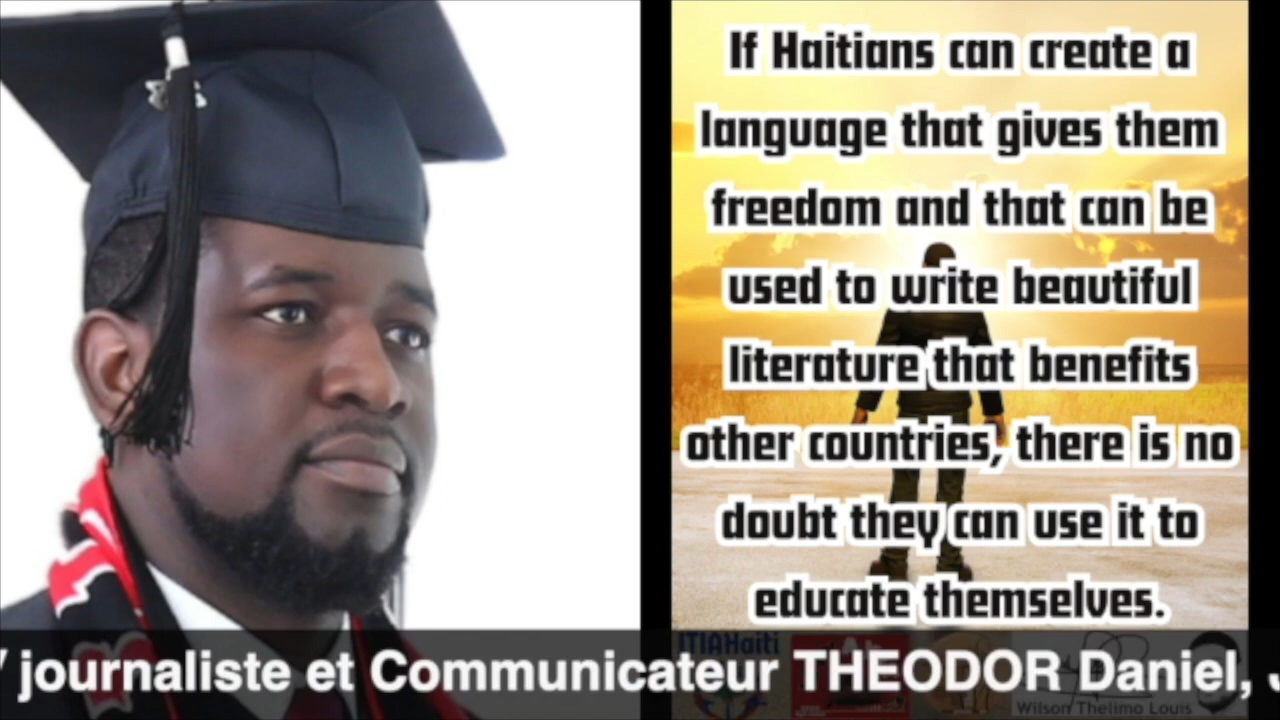 If Haitians can create a
language that gives them
freedom and that can be
used to write beautiful
literature that benefits
other countries, there is no
doubt they can use it to
educate themselves.
journaliste et Communicateur THEODOR Daniel,
ITIAHaiti
Wilson Thelimo Louis